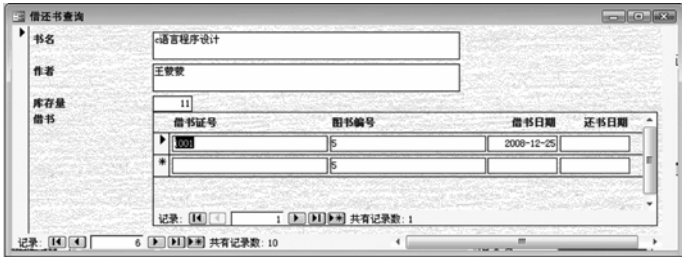 借还书查询
书名 c语言程序设计
作者 王赞赞
库存量 11
借书
借书证号 图书编号 借书日期 还书日期
1001 5 2008-12-25
5
记录: 1 共有记录数: 1
记录: 6 共有记录数: 10